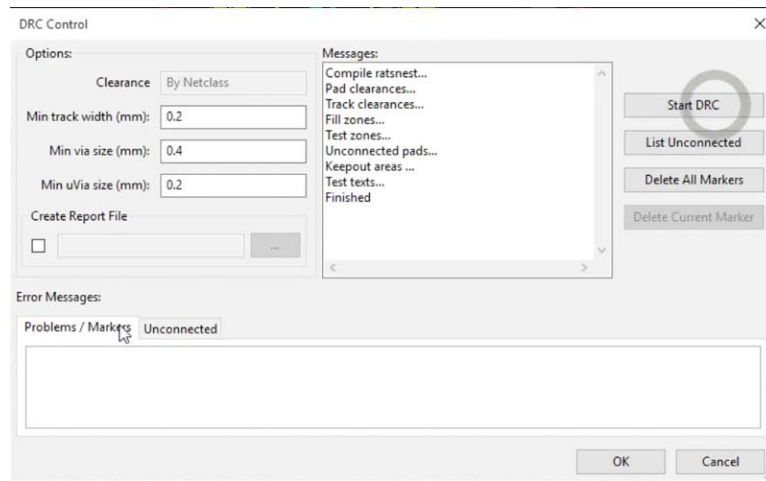 DRC Control
Options:
Clearance By Netclass
Min track width (mm): 0.2
Min via size (mm): 0.4
Min uVia size (mm): 0.2
Create Report File
...
Messages:
Compile ratsnest...
Pad clearances...
Track clearances...
Fill zones...
Test zones...
Unconnected pads...
Keepout areas ...
Test texts...
Finished
Start DRC
List Unconnected
Delete All Markers
Delete Current Marker
Error Messages:
Problems / Markers Unconnected
OK Cancel